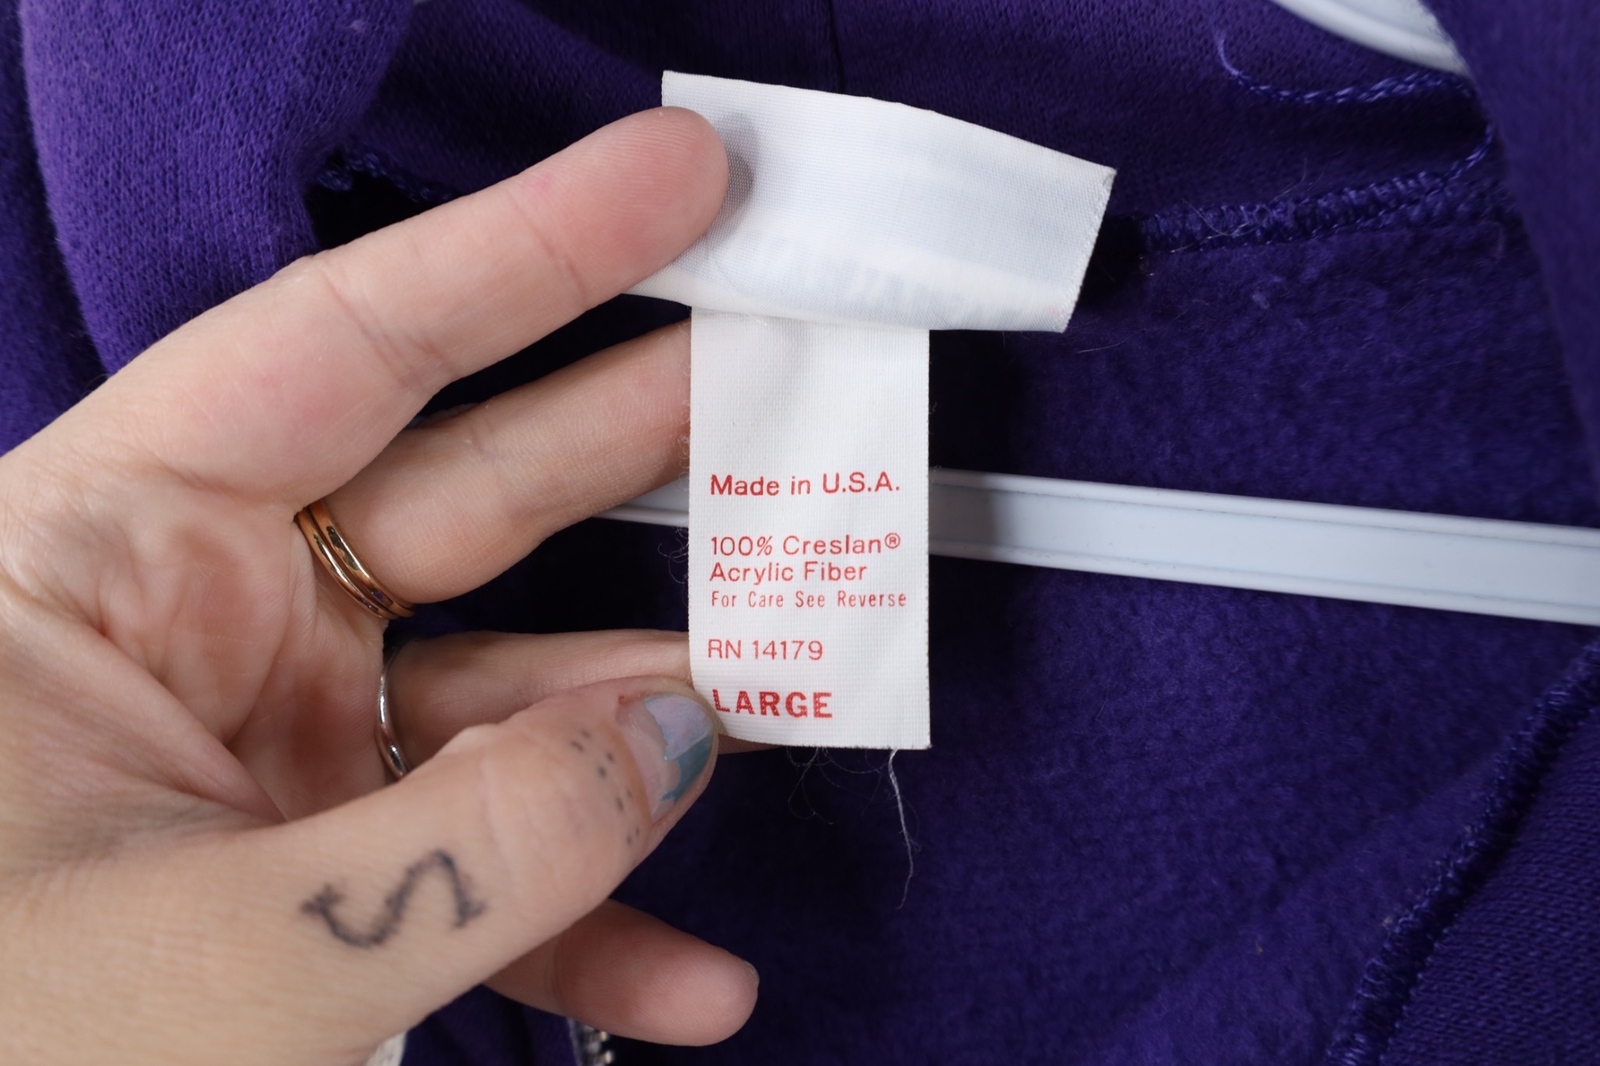 Made in U.S.A.
100% Creslan®
Acrylic Fiber
For Care See Reverse
RN 14179
LARGE